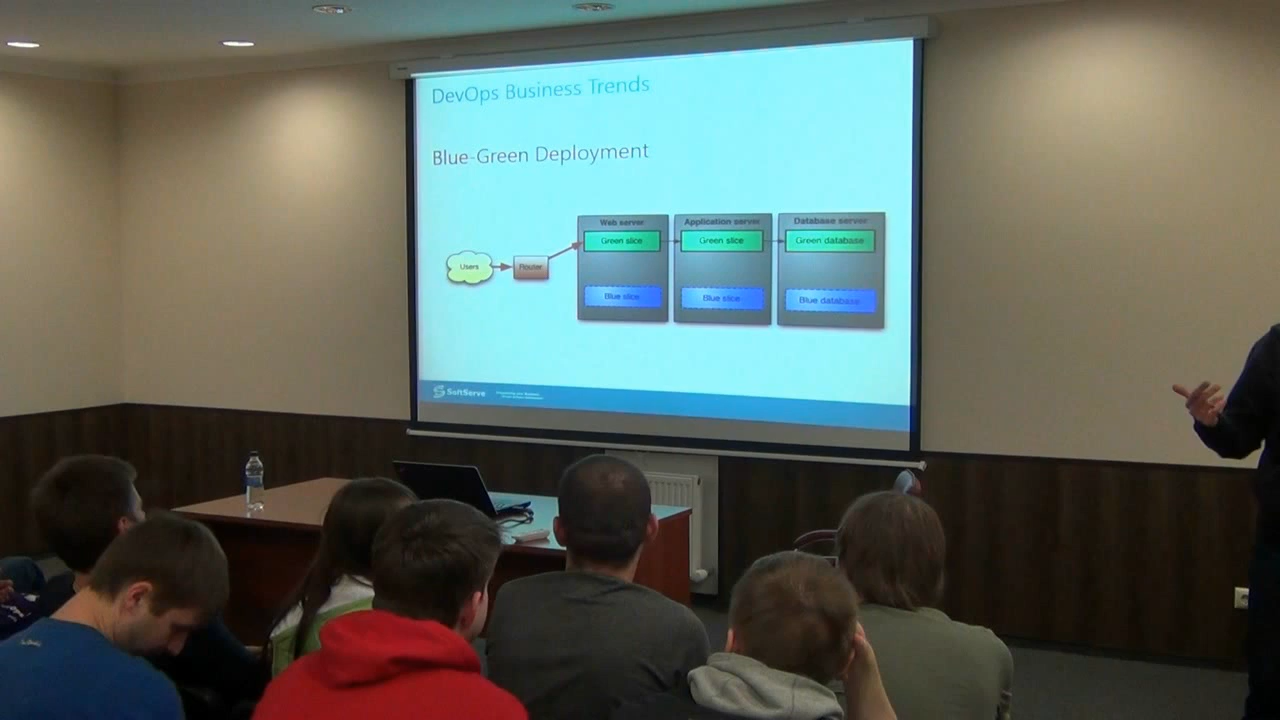 DevOps Business Trends
Blue-Green Deployment
Web server
Application server
Database server
Green slice
Green slice
Green database
Users
Router
Blue slice
Blue slice
Blue database
SoftServe